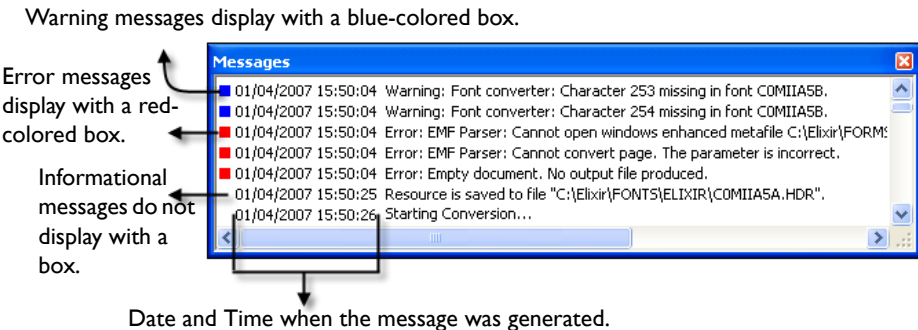 Warning messages display with a blue-colored box.
Messages
Error messages
display with a red-
colored box.
Informational
messages do not
display with a
box.
01/04/2007 15:50:04 Warning: Font converter: Character 253 missing in font C0MIIA5B.
01/04/2007 15:50:04 Warning: Font converter: Character 254 missing in font C0MIIA5B.
01/04/2007 15:50:04 Error: EMF Parser: Cannot open windows enhanced metafile C:\Elixir\FORMS
01/04/2007 15:50:04 Error: EMF Parser: Cannot convert page. The parameter is incorrect.
01/04/2007 15:50:04 Error: Empty document. No output file produced.
01/04/2007 15:50:25 Resource is saved to file "C:\Elixir\FONTS\ELIXIR\C0MIIA5A.HDR".
01/04/2007 15:50:26 Starting Conversion...
Date and Time when the message was generated.